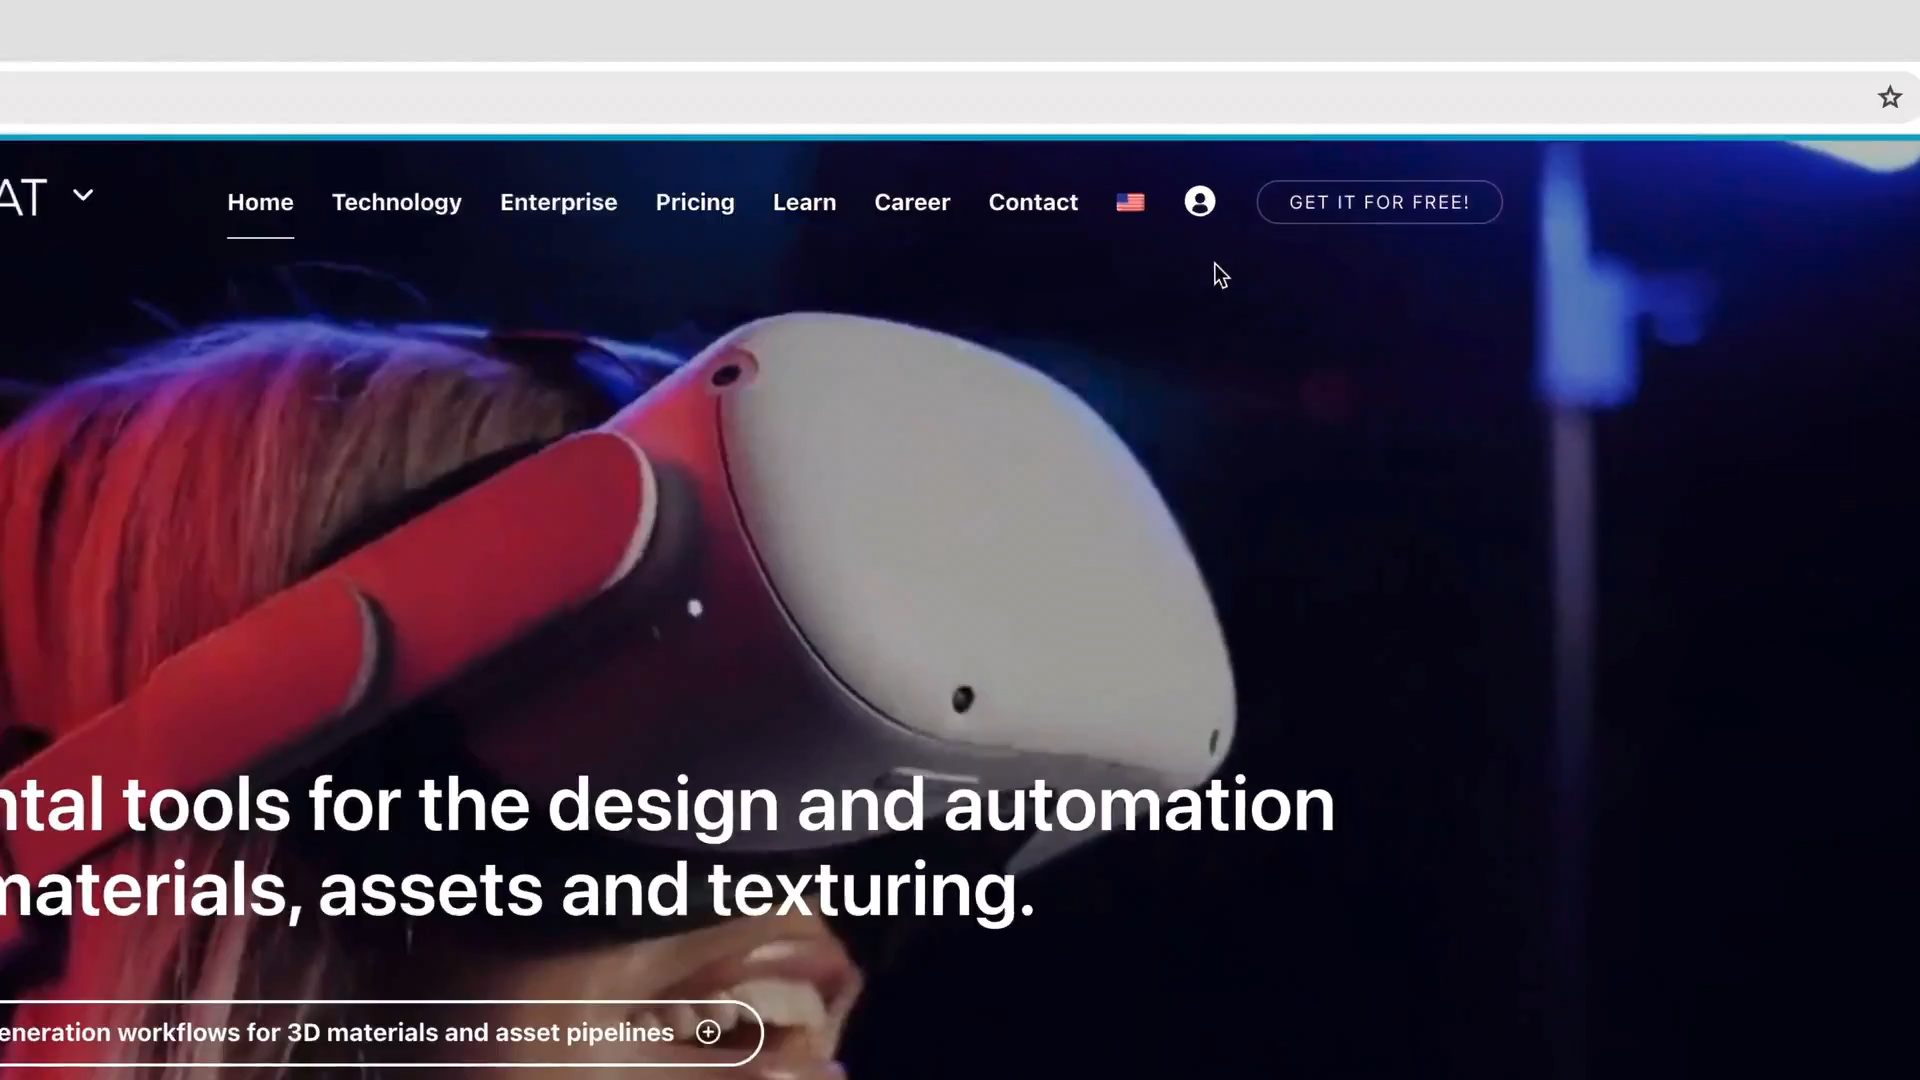 AT
Home Technology Enterprise Pricing Learn Career Contact GET IT FOR FREE!
ntal tools for the design and automation
materials, assets and texturing.
eneration workflows for 3D materials and asset pipelines